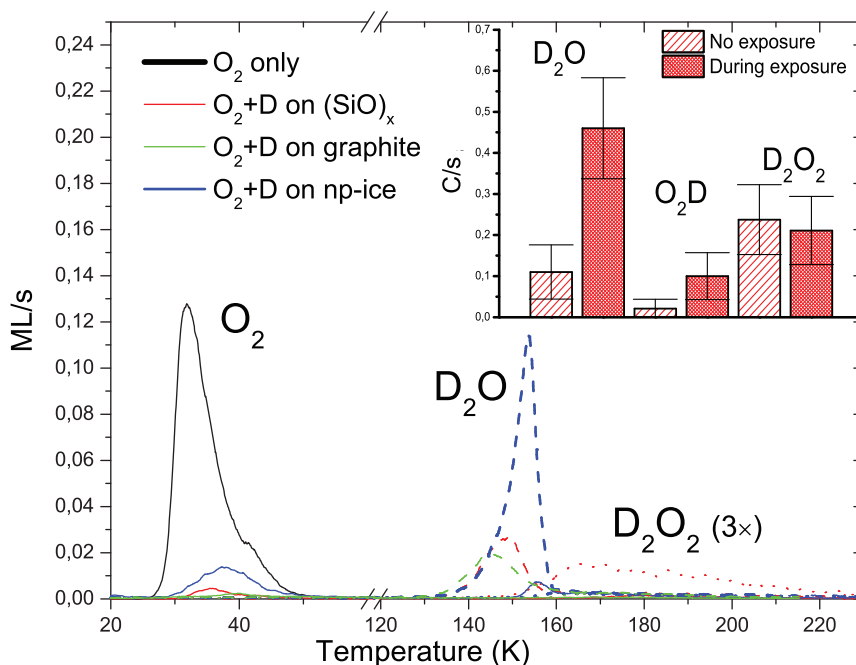 0,24
0,22
0,20
0,18
0,16
0,14
0,12
0,10
0,08
0,06
0,04
0,02
0,00
ML/s
O₂ only
O₂+D on (SiO)ₓ
O₂+D on graphite
O₂+D on np-ice
0,7
0,6
0,5
0,4
0,3
0,2
0,1
0,0
C/s
No exposure
During exposure
D₂O
O₂D
D₂O₂
O₂
D₂O
D₂O₂ (3×)
20 40 120 140 160 180 200 220
Temperature (K)